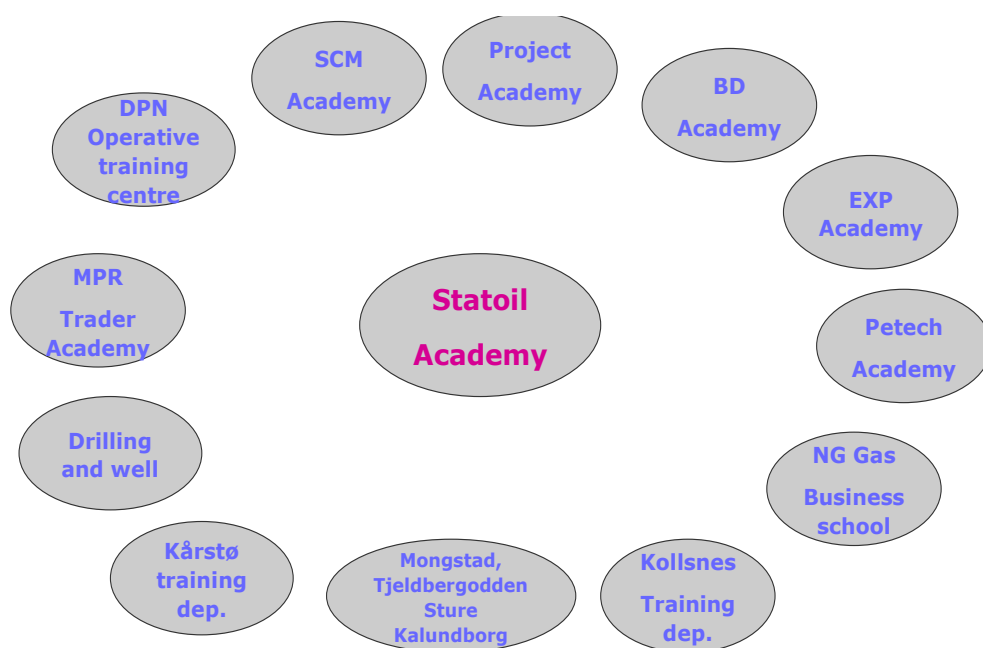 SCM
Academy
Project
Academy
BD
Academy
DPN
Operative
training
centre
EXP
Academy
MPR
Trader
Academy
Statoil
Academy
Petech
Academy
Drilling
and well
NG Gas
Business
school
Kårstø
training
dep.
Mongstad,
Tjeldbergodden
Sture
Kalundborg
Kollsnes
Training
dep.